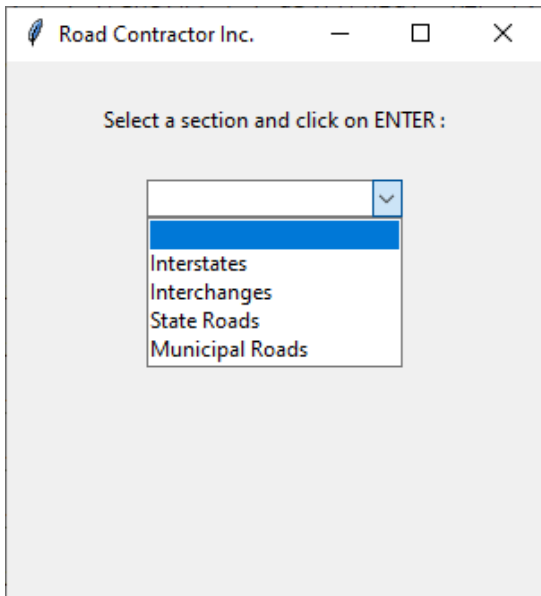 Road Contractor Inc.
Select a section and click on ENTER :
Interstates
Interchanges
State Roads
Municipal Roads